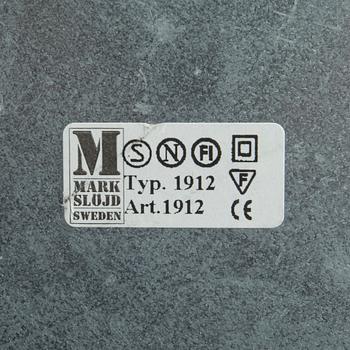 M
MARK
SLÖJD
SWEDEN
S N FI
Typ. 1912 F
Art.1912 CE